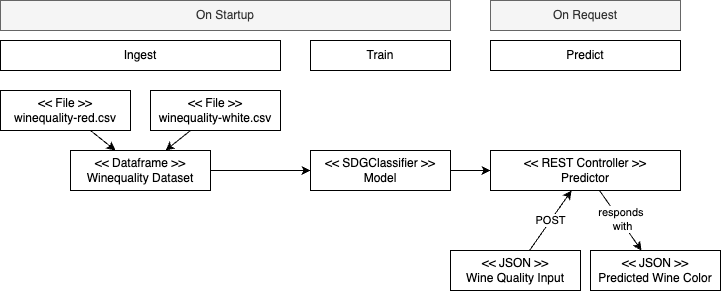 On Startup
On Request
Ingest
Train
Predict
<< File >>
winequality-red.csv
<< File >>
winequality-white.csv
<< Dataframe >>
Winequality Dataset
<< SDGClassifier >>
Model
<< REST Controller >>
Predictor
POST
responds
with
<< JSON >>
Wine Quality Input
<< JSON >>
Predicted Wine Color